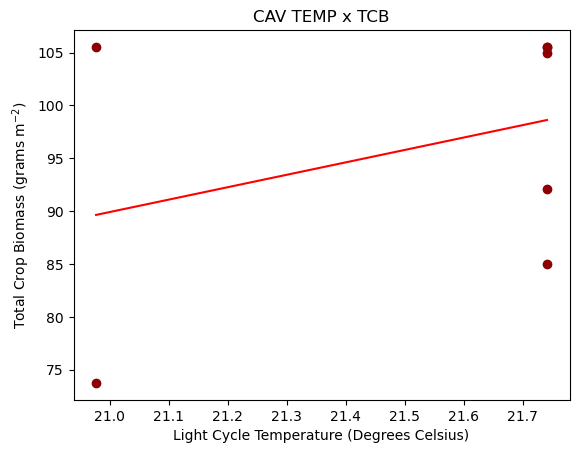 CAV TEMP x TCB
Total Crop Biomass (grams m⁻²)
105
100
95
90
85
80
75
21.0 21.1 21.2 21.3 21.4 21.5 21.6 21.7
Light Cycle Temperature (Degrees Celsius)